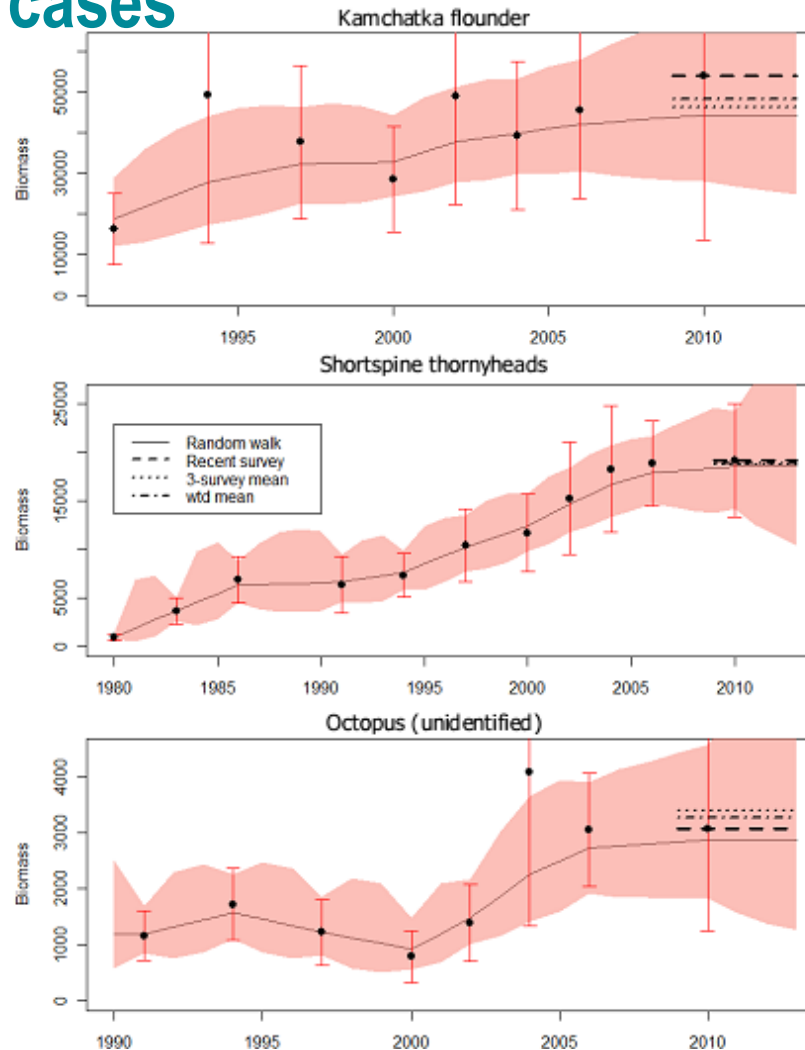 cases
Kamchatka flounder
Biomass
50000
30000
10000
0
1995 2000 2005 2010
Shortspine thornyheads
Biomass
25000
15000
5000
0
Random walk
Recent survey
3-survey mean
wtd mean
1980 1985 1990 1995 2000 2005 2010
Octopus (unidentified)
Biomass
4000
3000
2000
1000
0
1990 1995 2000 2005 2010